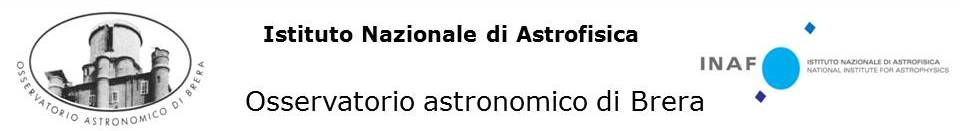 OSSERVATORIO ASTRONOMICO DI BRERA
Istituto Nazionale di Astrofisica
Osservatorio astronomico di Brera
INAF
ISTITUTO NAZIONALE DI ASTROFISICA
NATIONAL INSTITUTE FOR ASTROPHYSICS